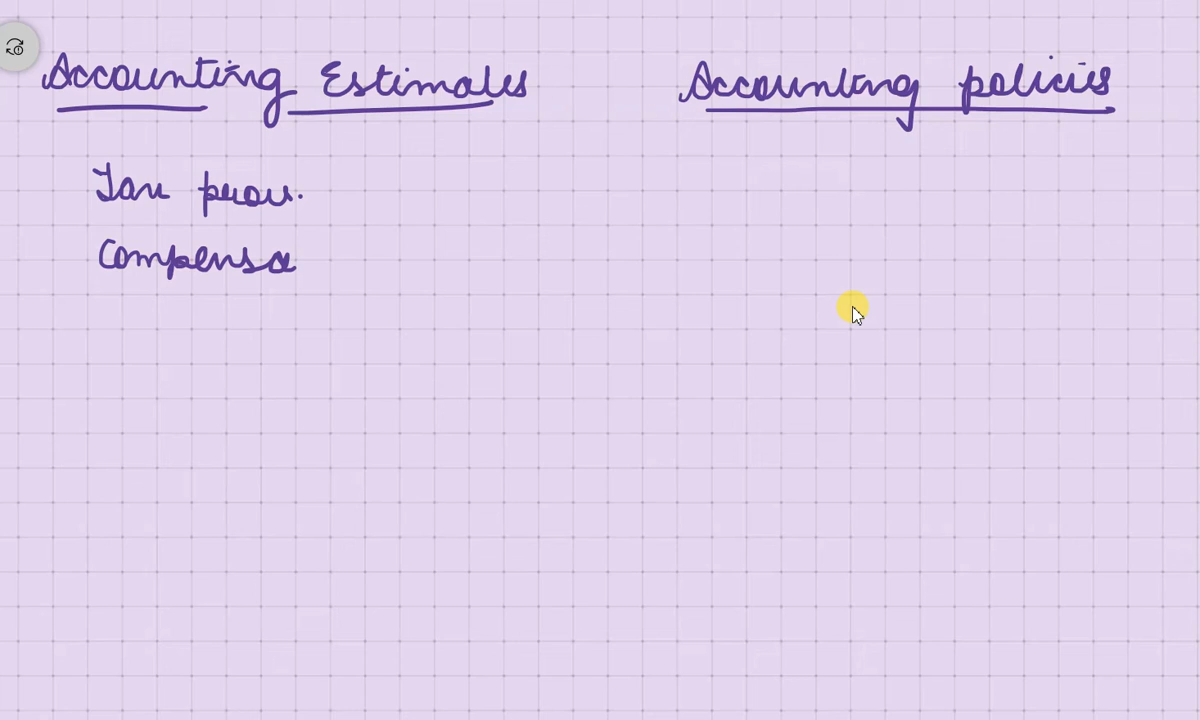 Accounting Estimates
Accounting policies
Tax prov.
Compensa